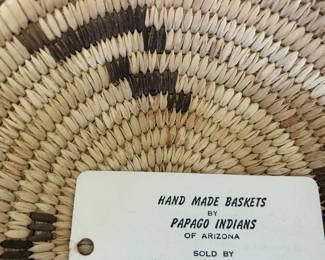 HAND MADE BASKETS
BY
PAPAGO INDIANS
OF ARIZONA
SOLD BY